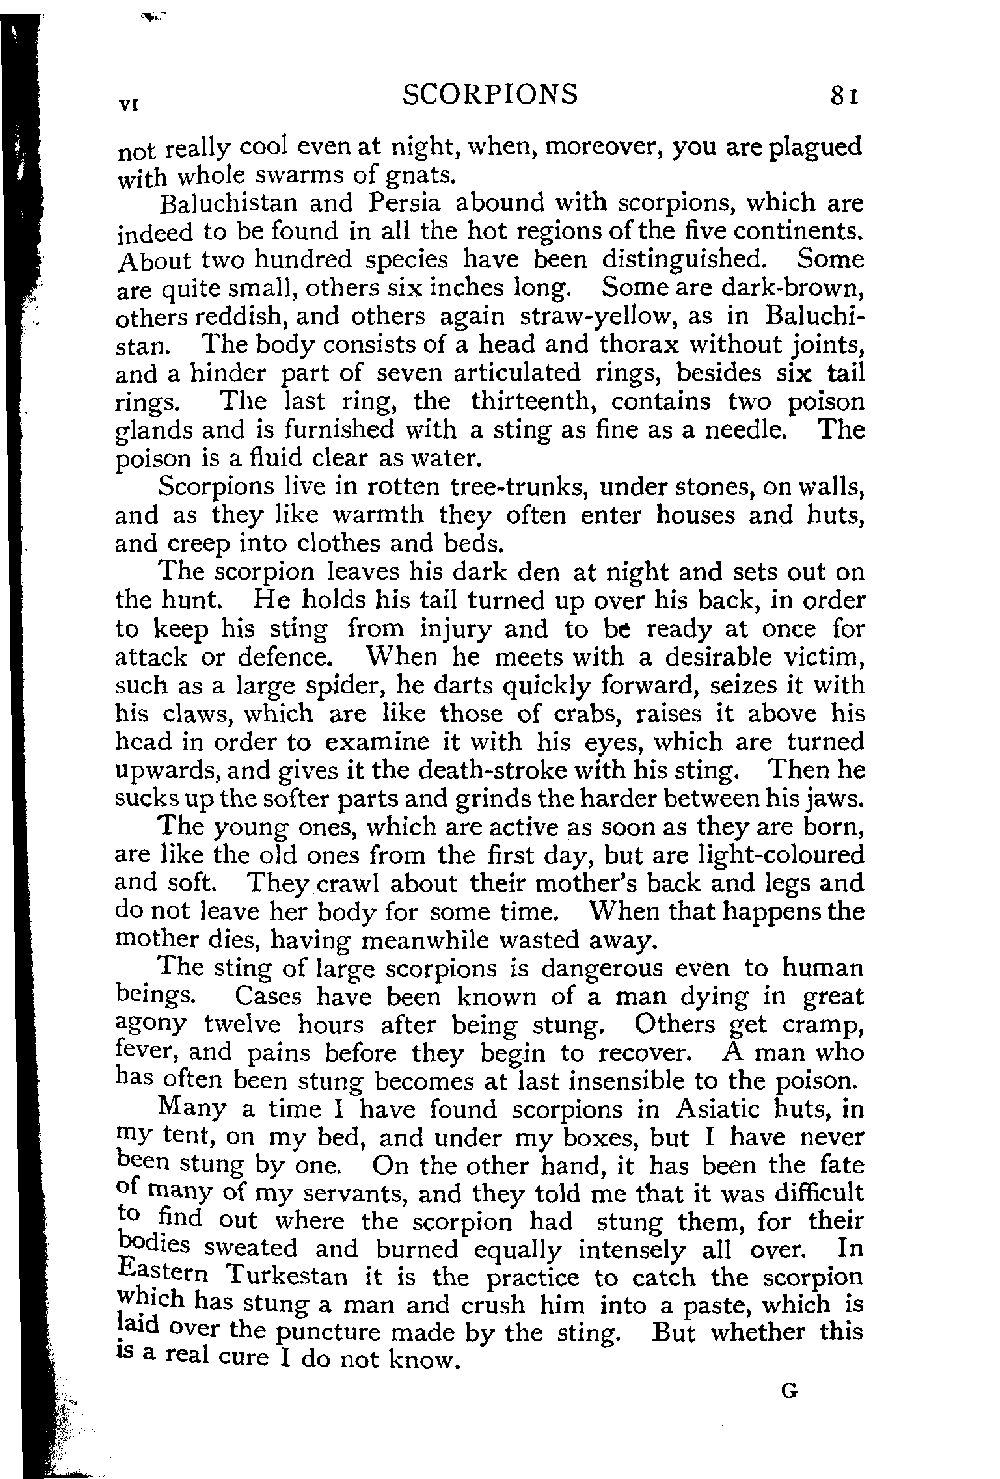 VI SCORPIONS 81
not really cool even at night, when, moreover, you are plagued
with whole swarms of gnats.
Baluchistan and Persia abound with scorpions, which are
indeed to be found in all the hot regions of the five continents.
About two hundred species have been distinguished. Some
are quite small, others six inches long. Some are dark-brown,
others reddish, and others again straw-yellow, as in Baluchi-
stan. The body consists of a head and thorax without joints,
and a hinder part of seven articulated rings, besides six tail
rings. The last ring, the thirteenth, contains two poison
glands and is furnished with a sting as fine as a needle. The
poison is a fluid clear as water.
Scorpions live in rotten tree-trunks, under stones, on walls,
and as they like warmth they often enter houses and huts,
and creep into clothes and beds.
The scorpion leaves his dark den at night and sets out on
the hunt. He holds his tail turned up over his back, in order
to keep his sting from injury and to be ready at once for
attack or defence. When he meets with a desirable victim,
such as a large spider, he darts quickly forward, seizes it with
his claws, which are like those of crabs, raises it above his
head in order to examine it with his eyes, which are turned
upwards, and gives it the death-stroke with his sting. Then he
sucks up the softer parts and grinds the harder between his jaws.
The young ones, which are active as soon as they are born,
are like the old ones from the first day, but are light-coloured
and soft. They crawl about their mother's back and legs and
do not leave her body for some time. When that happens the
mother dies, having meanwhile wasted away.
The sting of large scorpions is dangerous even to human
beings. Cases have been known of a man dying in great
agony twelve hours after being stung. Others get cramp,
fever, and pains before they begin to recover. A man who
has often been stung becomes at last insensible to the poison.
Many a time I have found scorpions in Asiatic huts, in
my tent, on my bed, and under my boxes, but I have never
been stung by one. On the other hand, it has been the fate
of many of my servants, and they told me that it was difficult
to find out where the scorpion had stung them, for their
bodies sweated and burned equally intensely all over. In
Eastern Turkestan it is the practice to catch the scorpion
which has stung a man and crush him into a paste, which is
laid over the puncture made by the sting. But whether this
is a real cure I do not know.
G